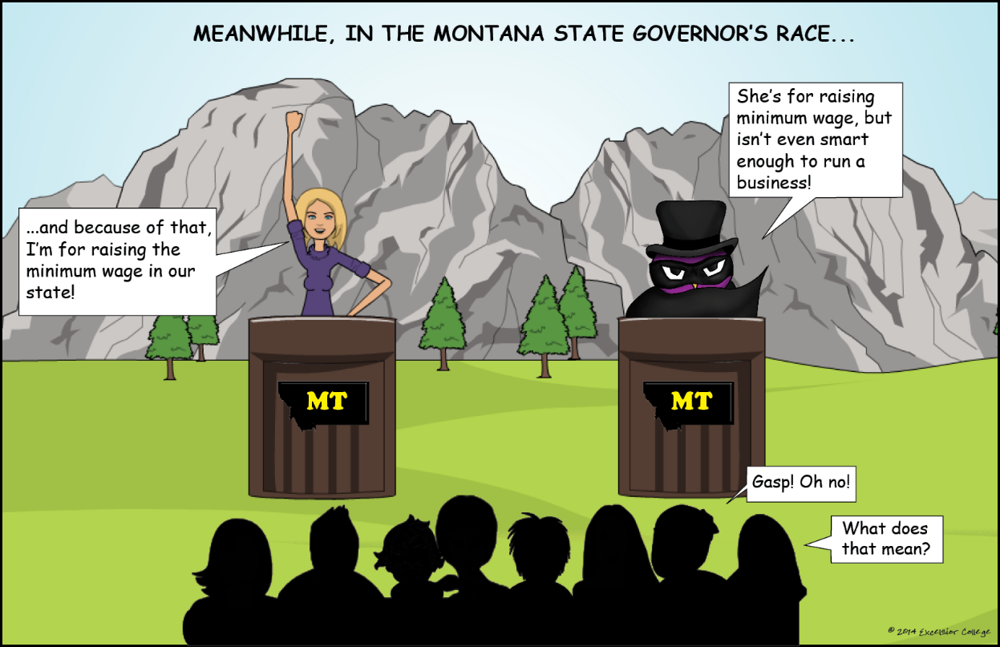 MEANWHILE, IN THE MONTANA STATE GOVERNOR'S RACE...
She's for raising
minimum wage, but
isn't even smart
enough to run a
business!
...and because of that,
I'm for raising the
minimum wage in our
state!
MT
MT
Gasp! Oh no!
What does
that mean?
© 2014 Excelsior College